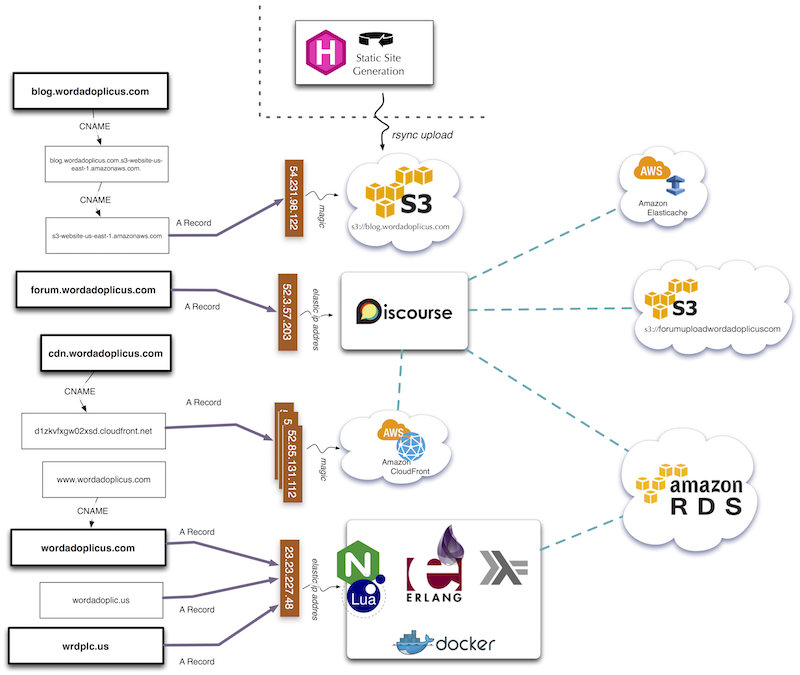 Static Site
Generation
rsync upload
blog.wordadoplicus.com
CNAME
blog.wordadoplicus.com.s3-website-us-
east-1.amazonaws.com.
CNAME
s3-website-us-east-1.amazonaws.com
A Record
54.231.98.122
magic
S3
s3://blog.wordadoplicus.com
AWS
Amazon
Elasticache
forum.wordadoplicus.com
A Record
52.3.57.203
elastic ip addres
Discourse
S3
s3://forumuploadwordadoplicuscom
cdn.wordadoplicus.com
CNAME
d1zkvfxgw02xsd.cloudfront.net
A Record
5
52.85.131.112
magic
AWS
Amazon
CloudFront
amazon
RDS
www.wordadoplicus.com
CNAME
wordadoplicus.com
A Record
wordadoplic.us
A Record
wrdplc.us
A Record
23.23.227.48
elastic ip addres
N
Lua
e
ERLANG
docker